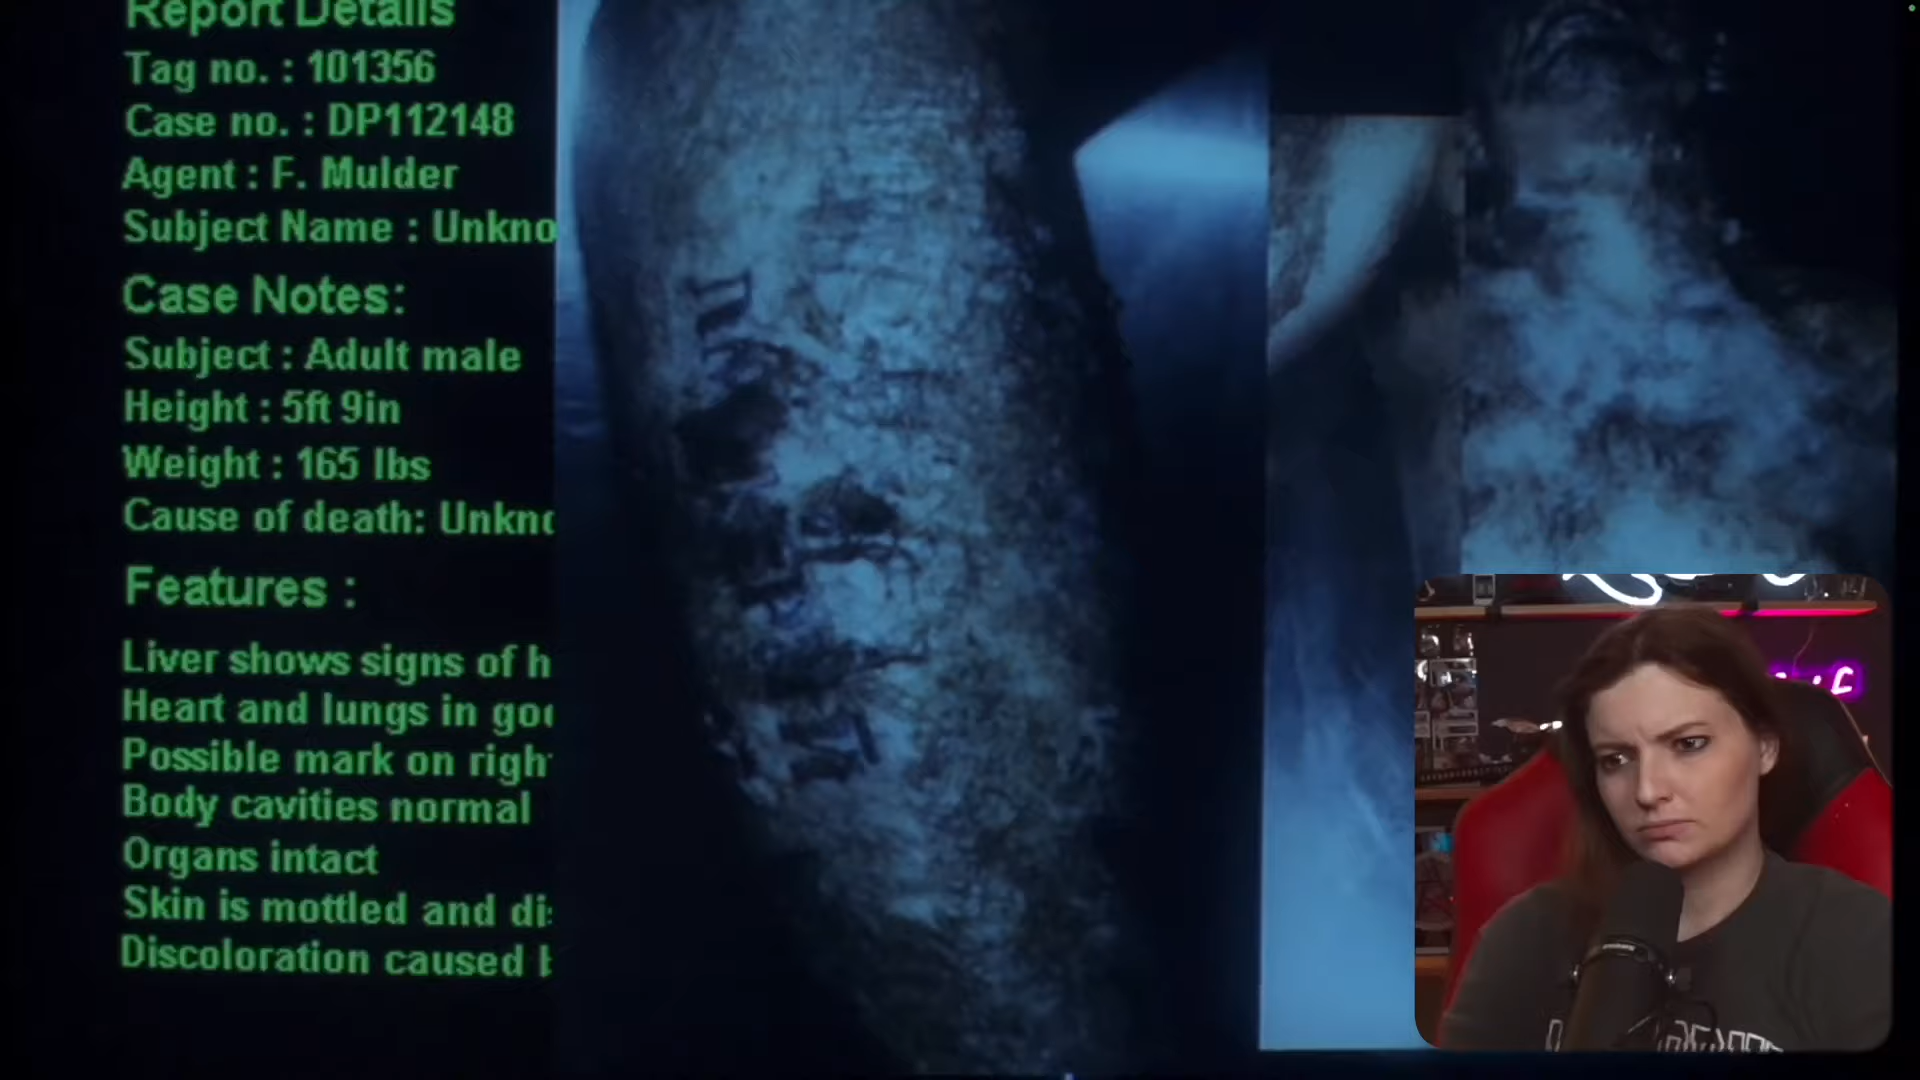 Report Details
Tag no. : 101356
Case no. : DP112148
Agent : F. Mulder
Subject Name : Unkno
Case Notes:
Subject : Adult male
Height : 5ft 9in
Weight : 165 lbs
Cause of death: Unkno
Features :
Liver shows signs of h
Heart and lungs in goo
Possible mark on right
Body cavities normal
Organs intact
Skin is mottled and dis
Discoloration caused b